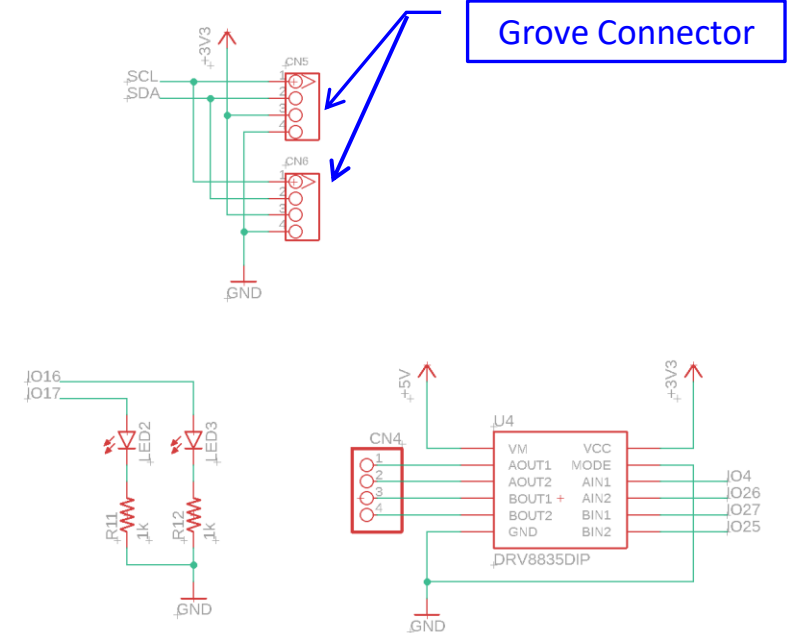 Grove Connector
+3V3
CN5
SCL
SDA
1
2
3
4
CN6
1
2
3
4
GND
IO16
IO17
LED2
LED3
R11
1k
R12
1k
GND
+5V
+3V3
U4
CN4
1
2
3
4
VM
AOUT1
AOUT2
BOUT1
BOUT2
GND
VCC
MODE
AIN1
AIN2
BIN1
BIN2
IO4
IO26
IO27
IO25
DRV8835DIP
GND